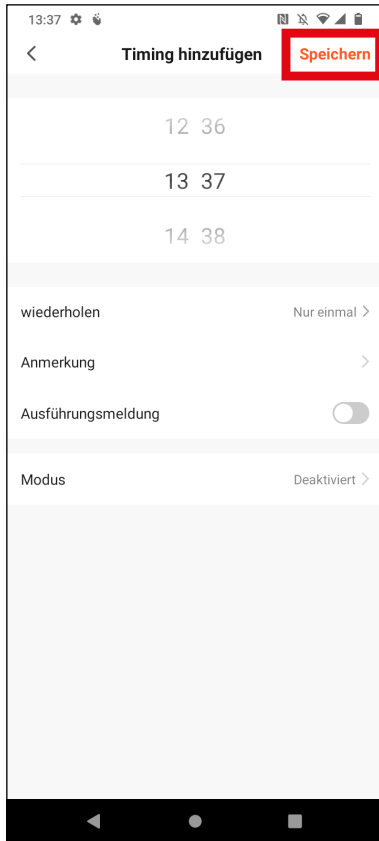 13:37
Timing hinzufügen Speichern
12 36
13 37
14 38
wiederholen Nur einmal
Anmerkung
Ausführungsmeldung
Modus Deaktiviert